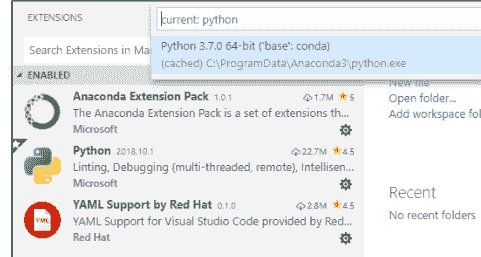 EXTENSIONS
current: python
Python 3.7.0 64-bit ('base': conda)
(cached) C:\ProgramData\Anaconda3\python.exe
Search Extensions in Ma
ENABLED
Anaconda Extension Pack 1.0.1 1.7M 5
The Anaconda Extension Pack is a set of extensions th...
Microsoft
Python 2018.10.1 22.7M 4.5
Linting, Debugging (multi-threaded, remote), Intellisen...
Microsoft
YAML Support by Red Hat 0.1.0 2.8M 4.5
YAML Support for Visual Studio Code provided by Red Hat...
Red Hat
New file
Open folder...
Add workspace fol
Recent
No recent folders